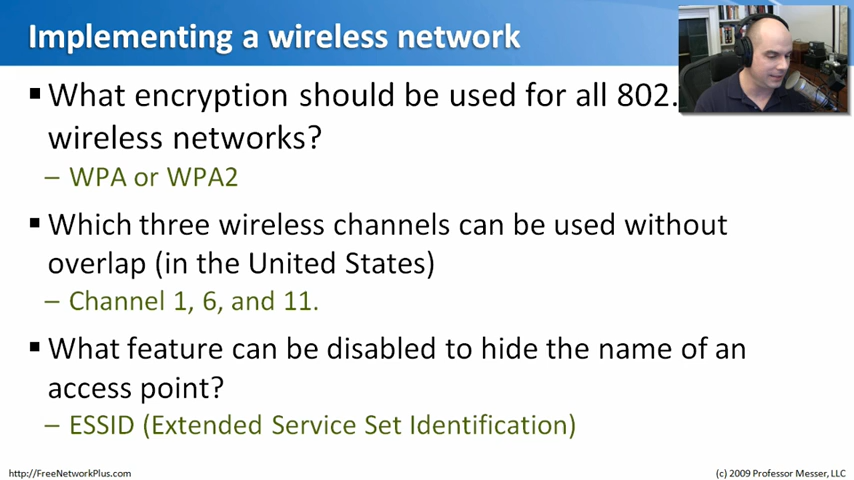 Implementing a wireless network
▪ What encryption should be used for all 802.
wireless networks?
– WPA or WPA2
▪ Which three wireless channels can be used without
overlap (in the United States)
– Channel 1, 6, and 11.
▪ What feature can be disabled to hide the name of an
access point?
– ESSID (Extended Service Set Identification)
http://FreeNetworkPlus.com
(c) 2009 Professor Messer, LLC